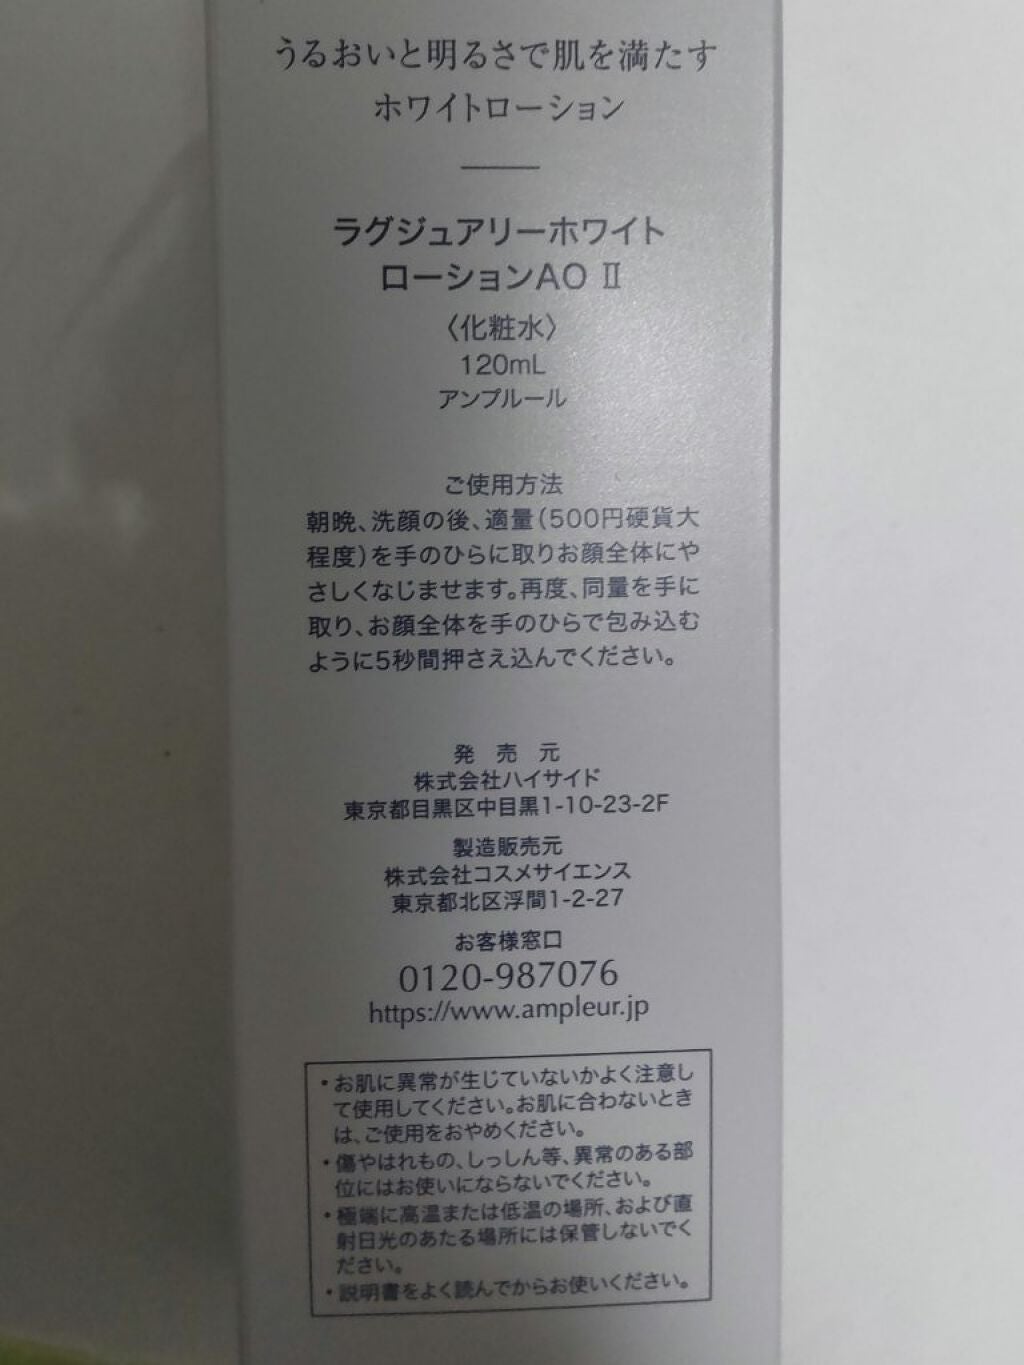 うるおいと明るさで肌を満たす
ホワイトローション
ラグジュアリーホワイト
ローションAO Ⅱ
〈化粧水〉
120mL
アンプルール
ご使用方法
朝晩、洗顔の後、適量(500円硬貨大
程度)を手のひらに取りお顔全体にや
さしくなじませます。再度、同量を手に
取り、お顔全体を手のひらで包み込む
ように5秒間押さえ込んでください。
発 売 元
株式会社ハイサイド
東京都目黒区中目黒1-10-23-2F
製造販売元
株式会社コスメサイエンス
東京都北区浮間1-2-27
お客様窓口
0120-987076
https://www.ampleur.jp
・お肌に異常が生じていないかよく注意し
て使用してください。お肌に合わないとき
は、ご使用をおやめください。
・傷やはれもの、しっしん等、異常のある部
位にはお使いにならないでください。
・極端に高温または低温の場所、および直
射日光のあたる場所には保管しないでく
ださい。
・説明書をよく読んでからお使いください。